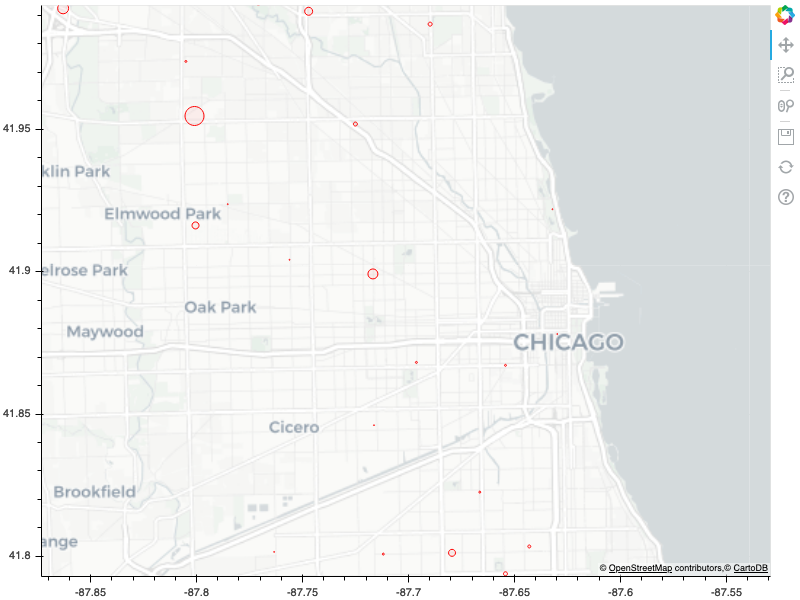 41.95
klin Park
Elmwood Park
41.9
elrose Park
Oak Park
Maywood
CHICAGO
41.85
Cicero
Brookfield
ange
41.8
© OpenStreetMap contributors,© CartoDB
-87.85
-87.8
-87.75
-87.7
-87.65
-87.6
-87.55